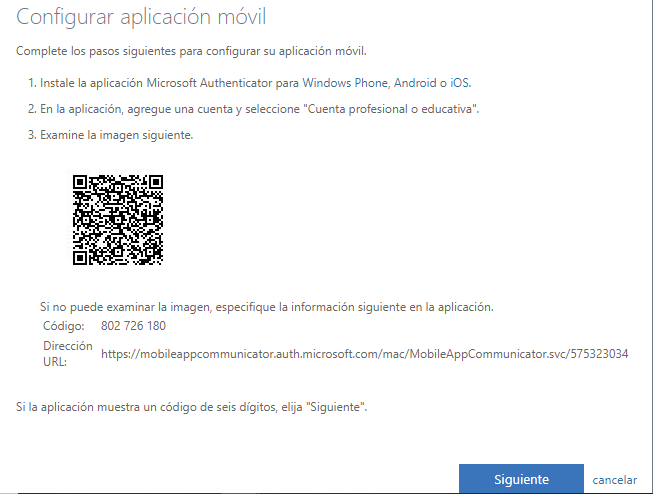 Configurar aplicación móvil
Complete los pasos siguientes para configurar su aplicación móvil.
1. Instale la aplicación Microsoft Authenticator para Windows Phone, Android o iOS.
2. En la aplicación, agregue una cuenta y seleccione "Cuenta profesional o educativa".
3. Examine la imagen siguiente.
Si no puede examinar la imagen, especifique la información siguiente en la aplicación.
Código: 802 726 180
Dirección URL: https://mobileappcommunicator.auth.microsoft.com/mac/MobileAppCommunicator.svc/575323034
Si la aplicación muestra un código de seis dígitos, elija "Siguiente".
Siguiente cancelar